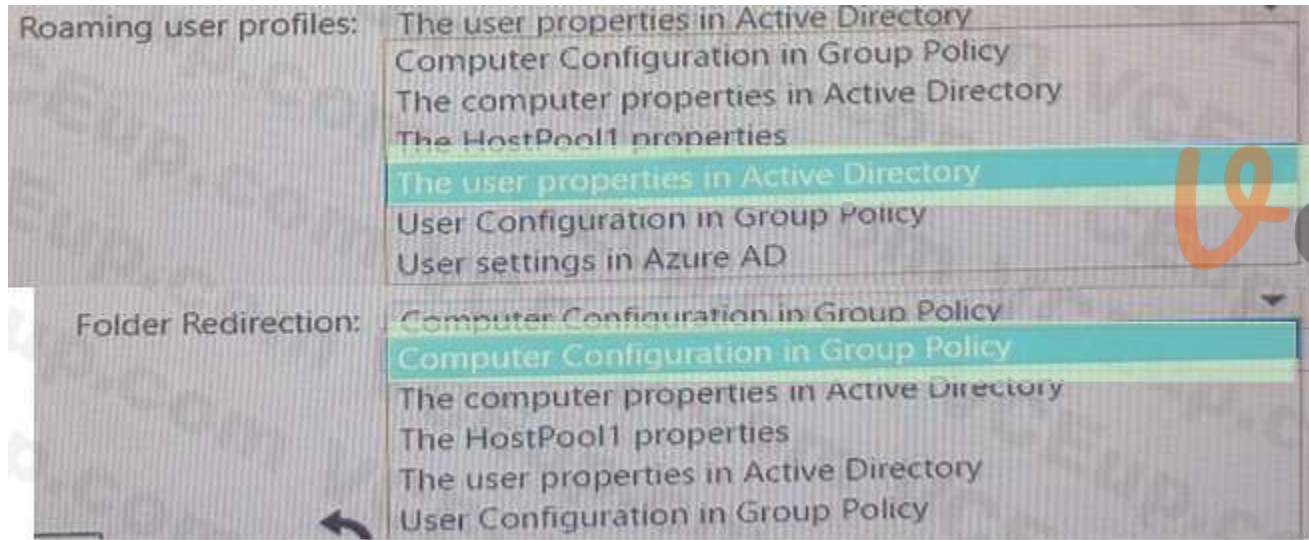 Roaming user profiles: The user properties in Active Directory
Computer Configuration in Group Policy
The computer properties in Active Directory
The HostPool1 properties
The user properties in Active Directory
User Configuration in Group Policy
User settings in Azure AD
Folder Redirection: Computer Configuration in Group Policy
Computer Configuration in Group Policy
The computer properties in Active Directory
The HostPool1 properties
The user properties in Active Directory
User Configuration in Group Policy